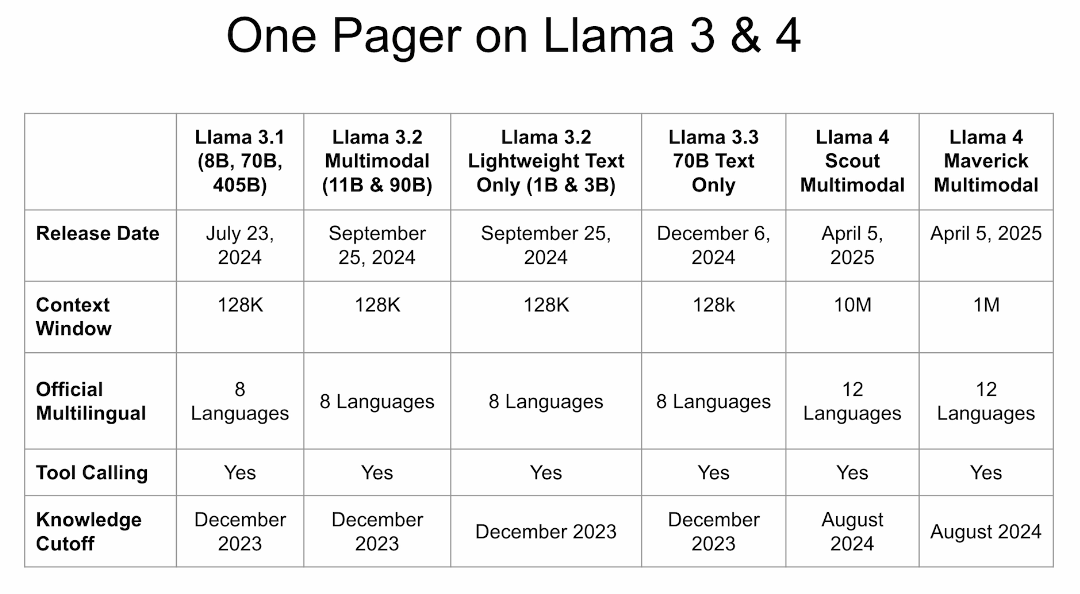 One Pager on Llama 3 & 4
Llama 3.1
(8B, 70B,
405B)
Llama 3.2
Multimodal
(11B & 90B)
Llama 3.2
Lightweight Text
Only (1B & 3B)
Llama 3.3
70B Text
Only
Llama 4
Scout
Multimodal
Llama 4
Maverick
Multimodal
Release Date
July 23,
2024
September
25, 2024
September 25,
2024
December 6,
2024
April 5,
2025
April 5, 2025
Context
Window
128K
128K
128K
128k
10M
1M
Official
Multilingual
8
Languages
8 Languages
8 Languages
8 Languages
12
Languages
12
Languages
Tool Calling
Yes
Yes
Yes
Yes
Yes
Yes
Knowledge
Cutoff
December
2023
December
2023
December 2023
December
2023
August
2024
August 2024